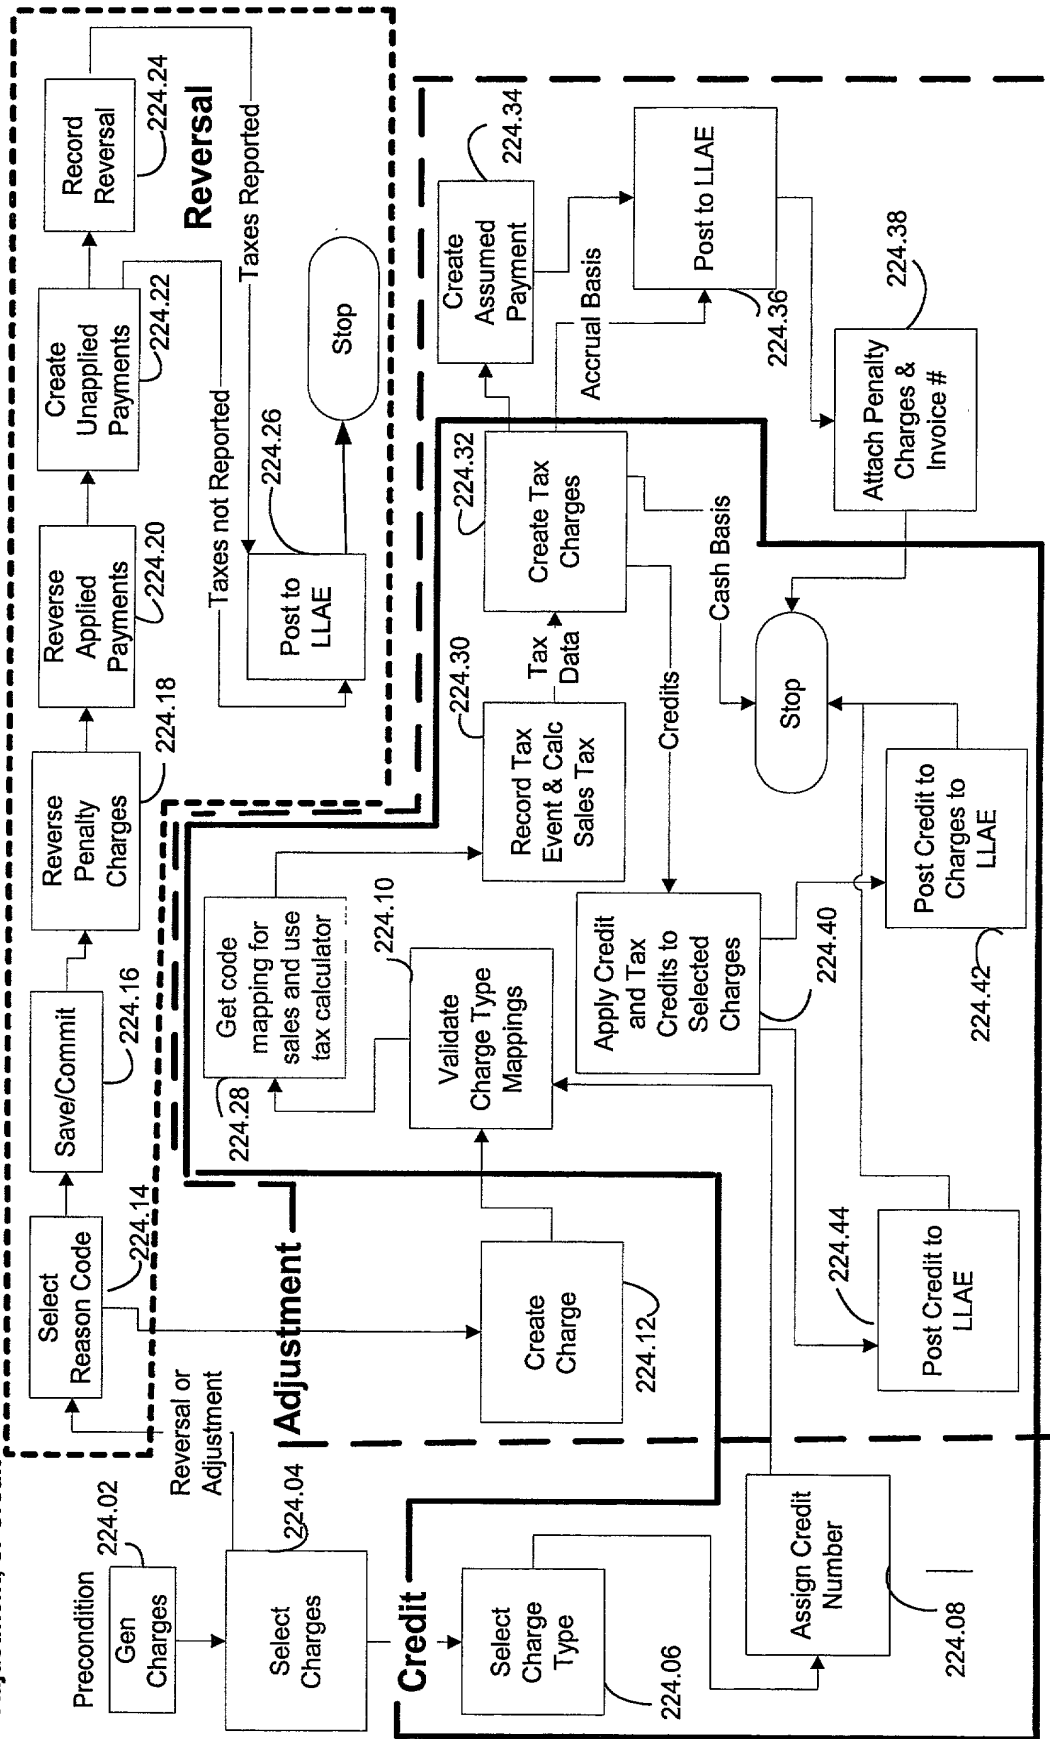 Precondition
Gen
Charges
224.02
Select
Charges
224.04
Reversal or
Adjustment
Select
Reason Code
224.14
Save/Commit
224.16
Reverse
Penalty
Charges
224.18
Reverse
Applied
Payments
224.20
Create
Unapplied
Payments
224.22
Record
Reversal
224.24
Reversal
Taxes not Reported
Taxes Reported
Post to
LLAE
224.26
Stop
Adjustment
Create
Charge
224.12
Credit
Select
Charge
Type
224.06
Assign Credit
Number
224.08
Validate
Charge Type
Mappings
224.10
Get code
mapping for
sales and use
tax calculator
224.28
Record Tax
Event & Calc
Sales Tax
224.30
Tax
Data
Create Tax
Charges
224.32
Create
Assumed
Payment
224.34
Accrual Basis
Post to LLAE
224.36
Attach Penalty
Charges &
Invoice #
224.38
Cash Basis
Credits
Apply Credit
and Tax
Credits to
Selected
Charges
224.40
Stop
Post Credit to
Charges to
LLAE
224.42
Post Credit to
LLAE
224.44